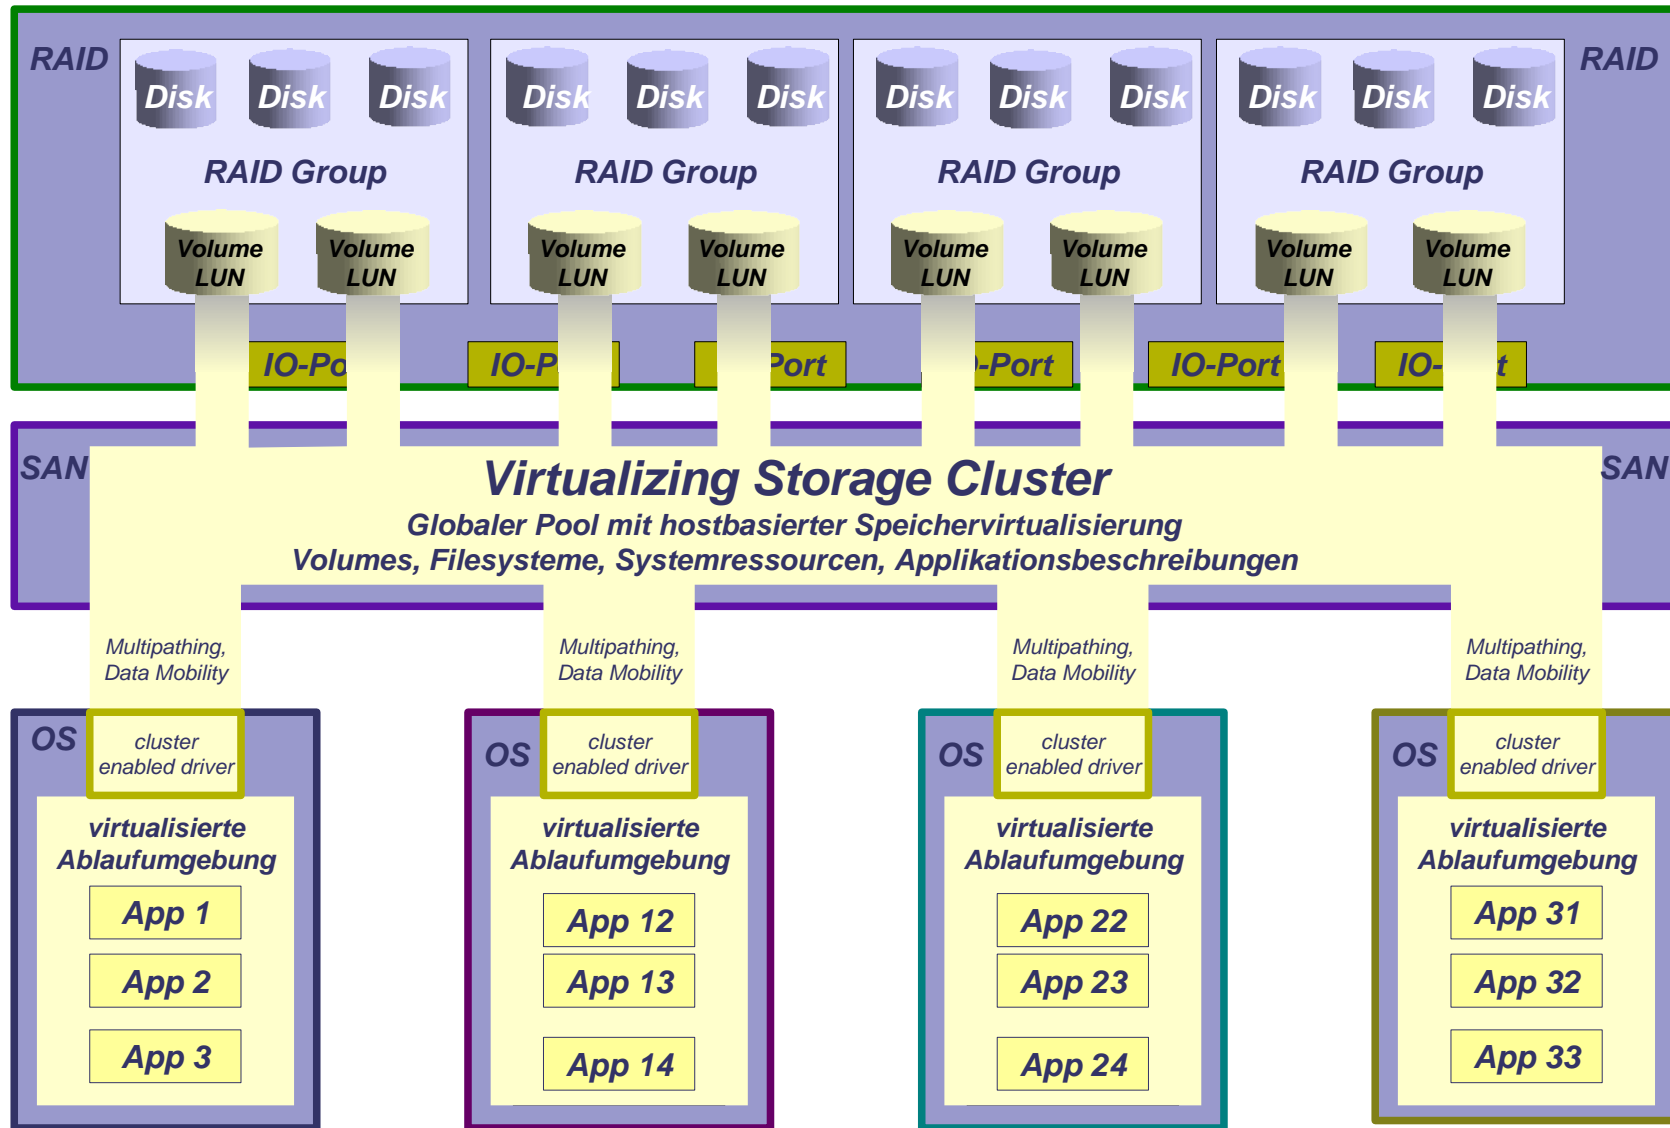 RAID
RAID
Disk Disk Disk
Disk Disk Disk
Disk Disk Disk
Disk Disk Disk
RAID Group
RAID Group
RAID Group
RAID Group
Volume
LUN
Volume
LUN
Volume
LUN
Volume
LUN
Volume
LUN
Volume
LUN
Volume
LUN
Volume
LUN
IO-Po
IO-P
Port
-Port
IO-Port
IO-
SAN
SAN
Virtualizing Storage Cluster
Globaler Pool mit hostbasierter Speichervirtualisierung
Volumes, Filesysteme, Systemressourcen, Applikationsbeschreibungen
Multipathing,
Data Mobility
Multipathing,
Data Mobility
Multipathing,
Data Mobility
Multipathing,
Data Mobility
OS
cluster
enabled driver
virtualisierte
Ablaufumgebung
App 1
App 2
App 3
OS
cluster
enabled driver
virtualisierte
Ablaufumgebung
App 12
App 13
App 14
OS
cluster
enabled driver
virtualisierte
Ablaufumgebung
App 22
App 23
App 24
OS
cluster
enabled driver
virtualisierte
Ablaufumgebung
App 31
App 32
App 33